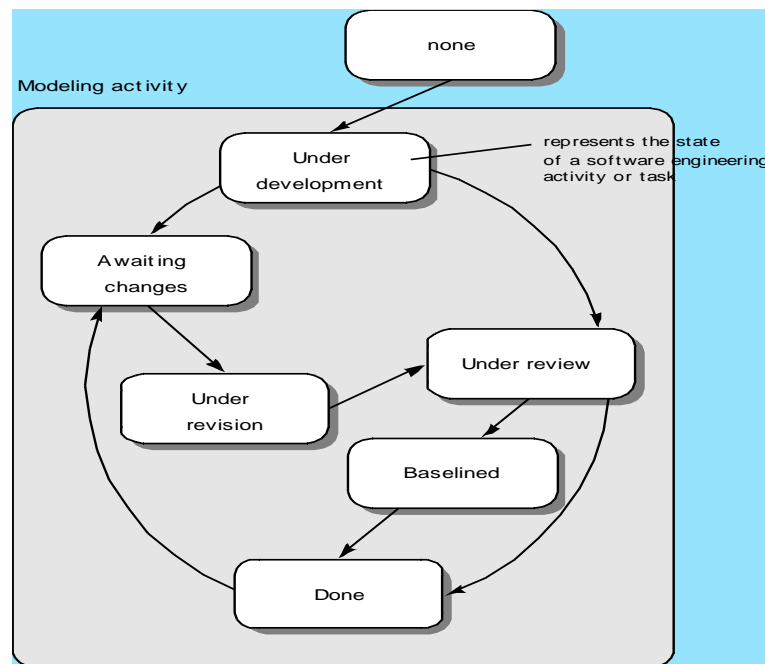 none
Modeling activity
represents the state
of a software engineering
activity or task
Under
development
Awaiting
changes
Under review
Under
revision
Baselined
Done